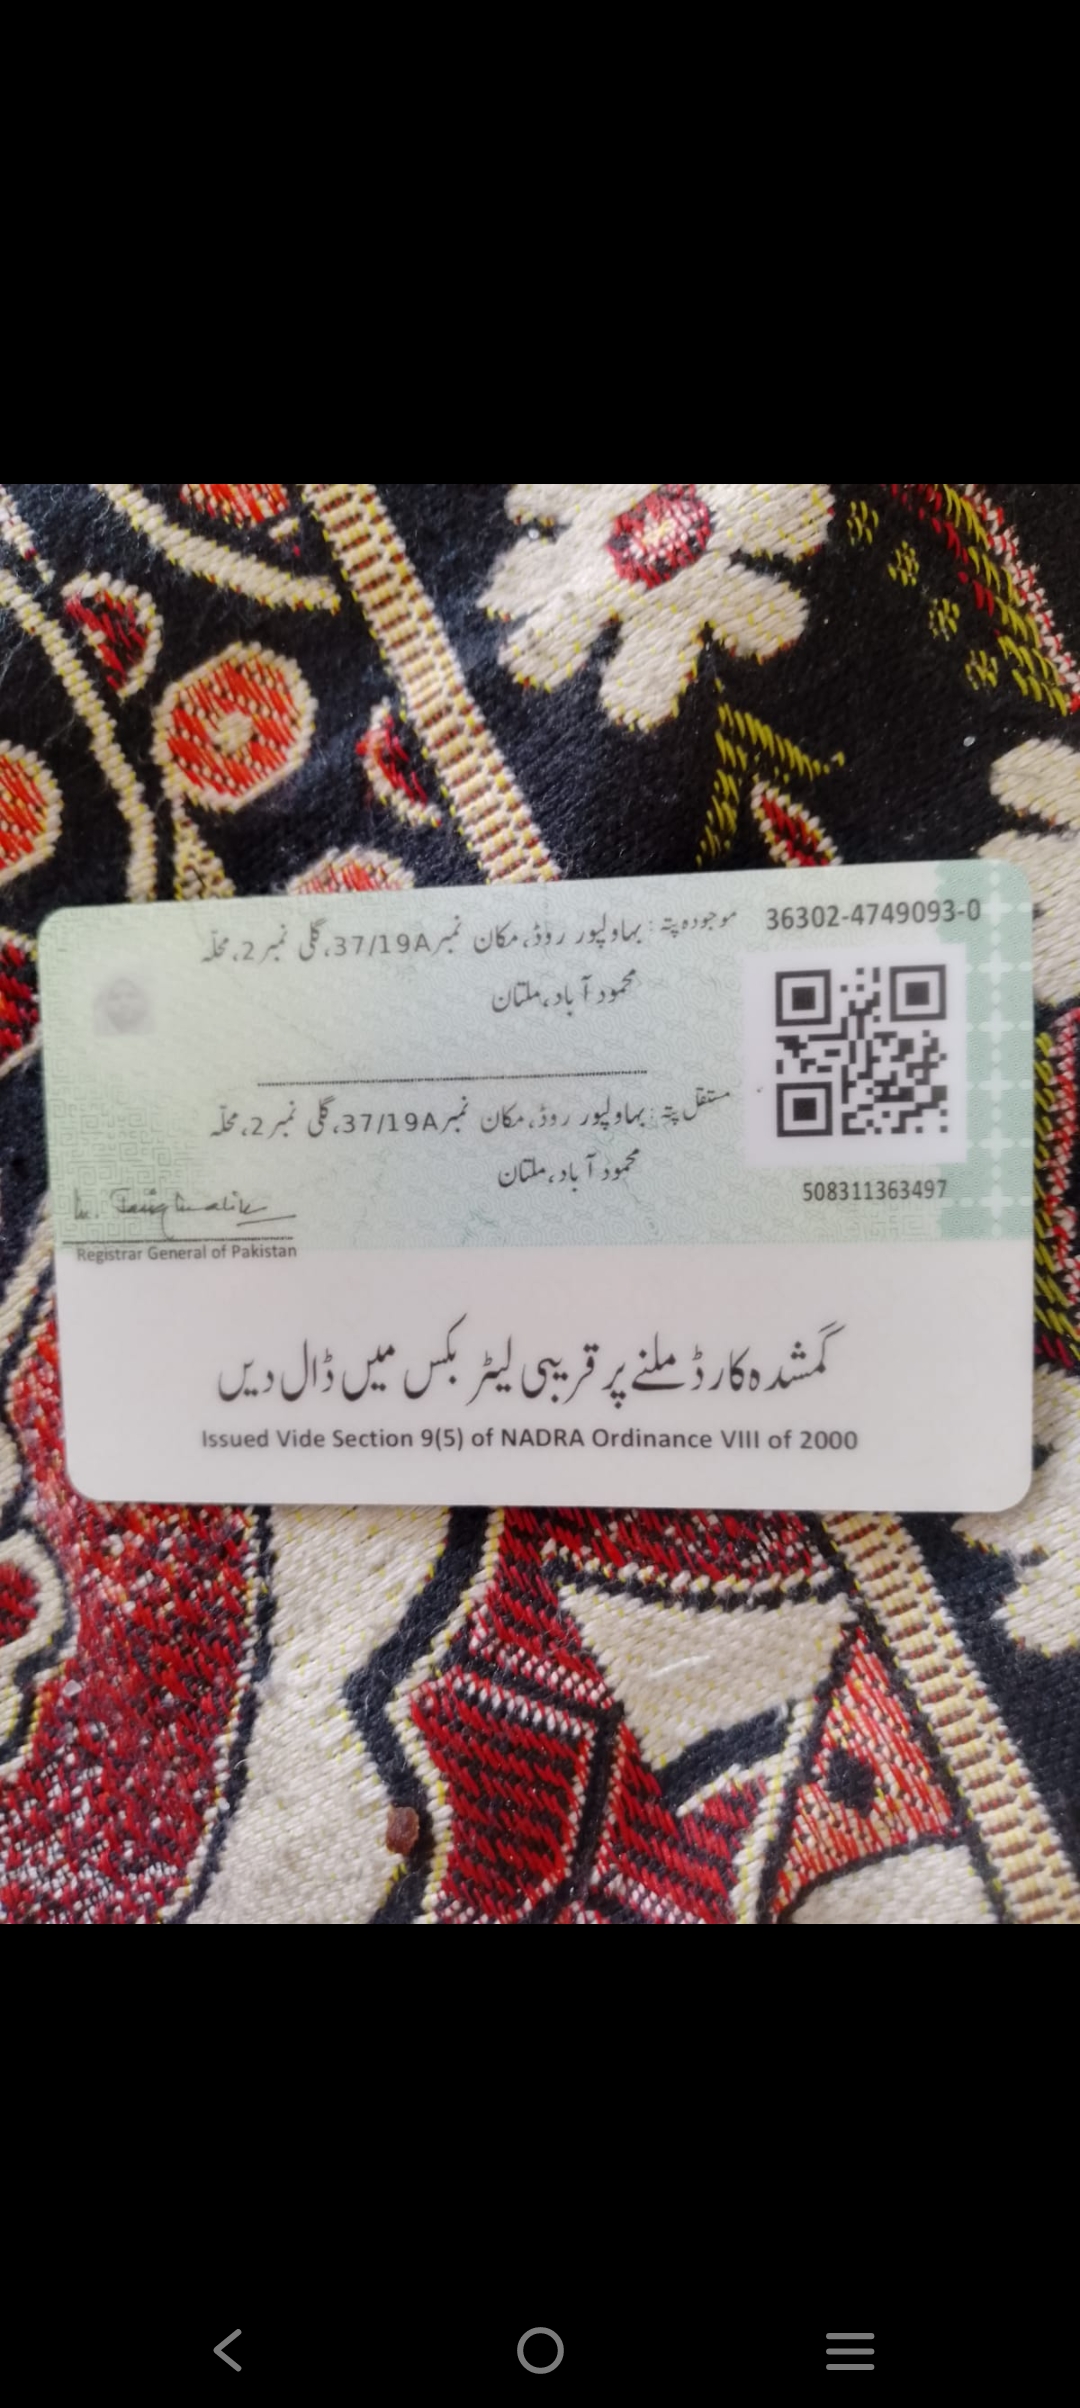 36302-4749093-0
موجودہ پتہ : بہاولپور روڈ، مکان نمبر 37/19A، گلی نمبر 2، محلّہ
محمود آباد، ملتان
مستقل پتہ : بہاولپور روڈ، مکان نمبر 37/19A، گلی نمبر 2، محلّہ
محمود آباد، ملتان
508311363497
Registrar General of Pakistan
گمشدہ کارڈ ملنے پر قریبی لیٹر بکس میں ڈال دیں
Issued Vide Section 9(5) of NADRA Ordinance VIII of 2000